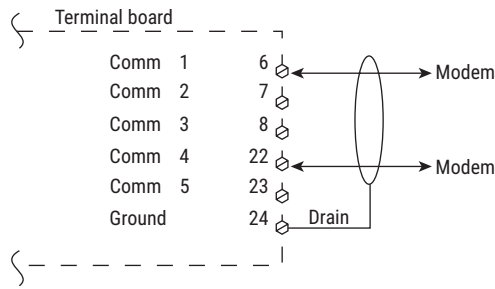 Terminal board
Comm 1 6 Modem
Comm 2 7
Comm 3 8
Comm 4 22 Modem
Comm 5 23
Ground 24 Drain